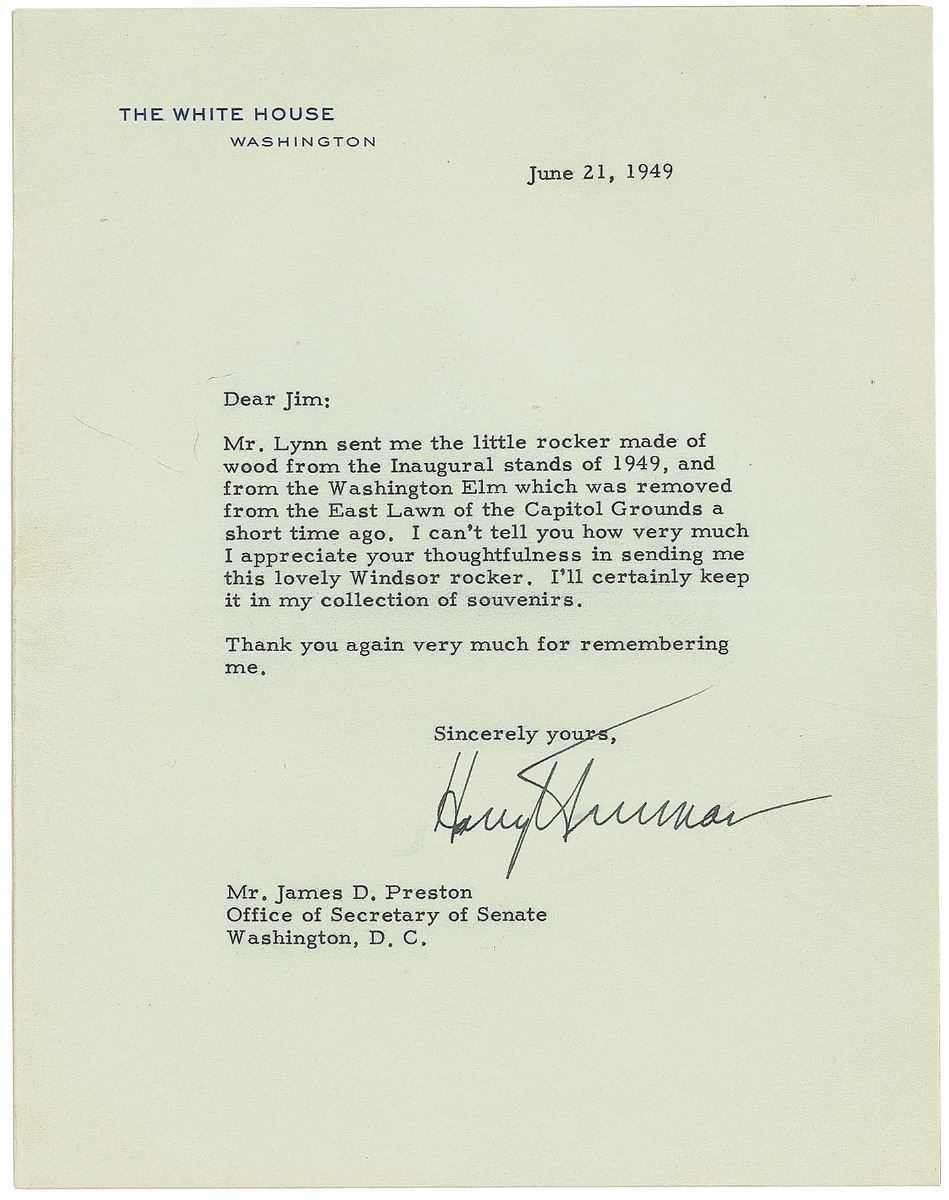 THE WHITE HOUSE
WASHINGTON
June 21, 1949
Dear Jim:
Mr. Lynn sent me the little rocker made of
wood from the Inaugural stands of 1949, and
from the Washington Elm which was removed
from the East Lawn of the Capitol Grounds a
short time ago.  I can't tell you how very much
I appreciate your thoughtfulness in sending me
this lovely Windsor rocker.  I'll certainly keep
it in my collection of souvenirs.
Thank you again very much for remembering
me.
Sincerely yours,
Harry Truman
Mr. James D. Preston
Office of Secretary of Senate
Washington, D. C.